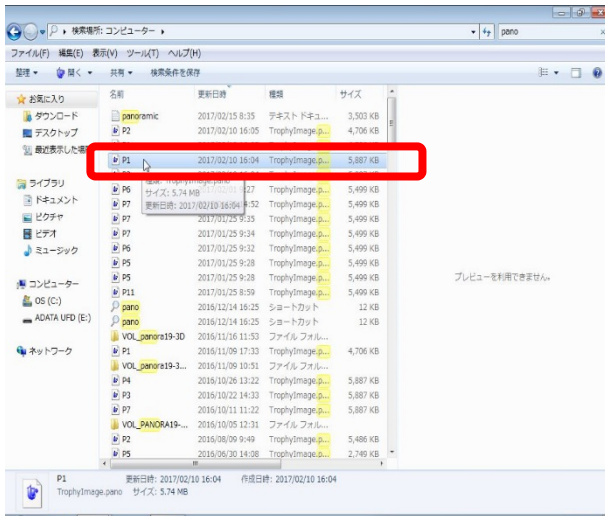 検索場所: コンピューター
pano
ファイル(F) 編集(E) 表示(V) ツール(T) ヘルプ(H)
整理 開く 共有 検索条件を保存
名前 更新日時 種類 サイズ
お気に入り
ダウンロード
デスクトップ
最近表示した場所
ライブラリ
ドキュメント
ピクチャ
ビデオ
ミュージック
コンピューター
OS (C:)
ADATA UFD (E:)
ネットワーク
panoramic 2017/02/15 8:35 テキスト ドキュ... 3,503 KB
P2 2017/02/10 16:05 TrophyImage.p... 4,706 KB
P1 2017/02/10 16:04 TrophyImage.p... 5,887 KB
種類: TrophyImage.pano
サイズ: 5.74 MB
更新日時: 2017/02/10 16:04
P6 9:27 TrophyImage.p... 5,499 KB
P7 4:52 TrophyImage.p... 5,499 KB
P7 2017/01/25 9:35 TrophyImage.p... 5,499 KB
P7 2017/01/25 9:34 TrophyImage.p... 5,499 KB
P6 2017/01/25 9:32 TrophyImage.p... 5,499 KB
P5 2017/01/25 9:28 TrophyImage.p... 5,499 KB
P5 2017/01/25 9:28 TrophyImage.p... 5,499 KB
P11 2017/01/25 8:59 TrophyImage.p... 5,499 KB
pano 2016/12/14 16:25 ショートカット 12 KB
pano 2016/12/14 16:25 ショートカット 12 KB
VOL_panora19-3D 2016/11/16 11:53 ファイル フォル...
P1 2016/11/09 17:33 TrophyImage.p... 4,706 KB
VOL_panora19-3... 2016/11/09 10:51 ファイル フォル...
P4 2016/10/26 13:22 TrophyImage.p... 5,887 KB
P3 2016/10/22 14:33 TrophyImage.p... 5,887 KB
P7 2016/10/11 11:22 TrophyImage.p... 5,887 KB
VOL_PANORA19-... 2016/10/05 12:31 ファイル フォル...
P2 2016/08/09 9:49 TrophyImage.p... 5,486 KB
P5 2016/06/30 14:08 TrophyImage.p... 2,749 KB
プレビューを利用できません。
P1 更新日時: 2017/02/10 16:04 作成日時: 2017/02/10 16:04
TrophyImage.pano サイズ: 5.74 MB